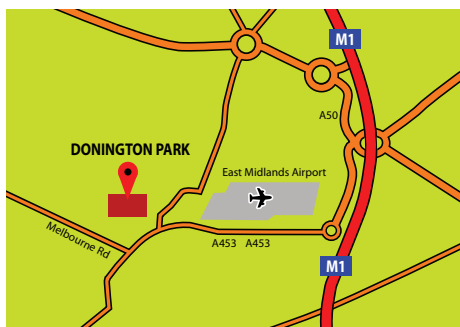 M1
A50
DONINGTON PARK
East Midlands Airport
Melbourne Rd
A453 A453
M1